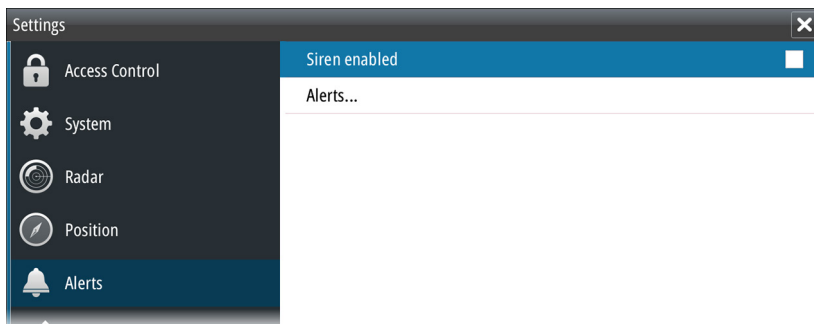 Settings
Access Control
System
Radar
Position
Alerts
Siren enabled
Alerts...